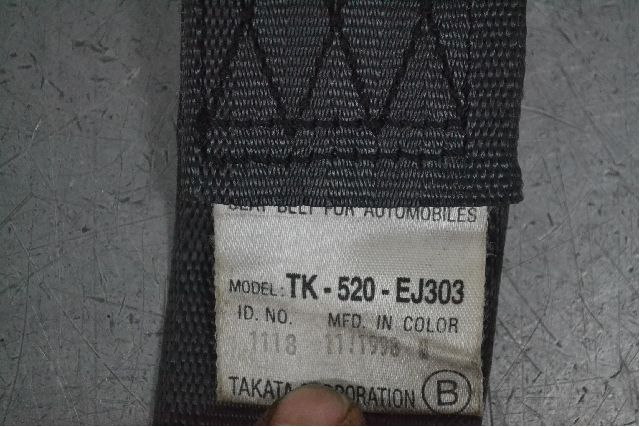 SEAT BELT FOR AUTOMOBILES
MODEL: TK - 520 - EJ303
ID. NO. MFD. IN COLOR
1118 11/1998 B
TAKATA CORPORATION B